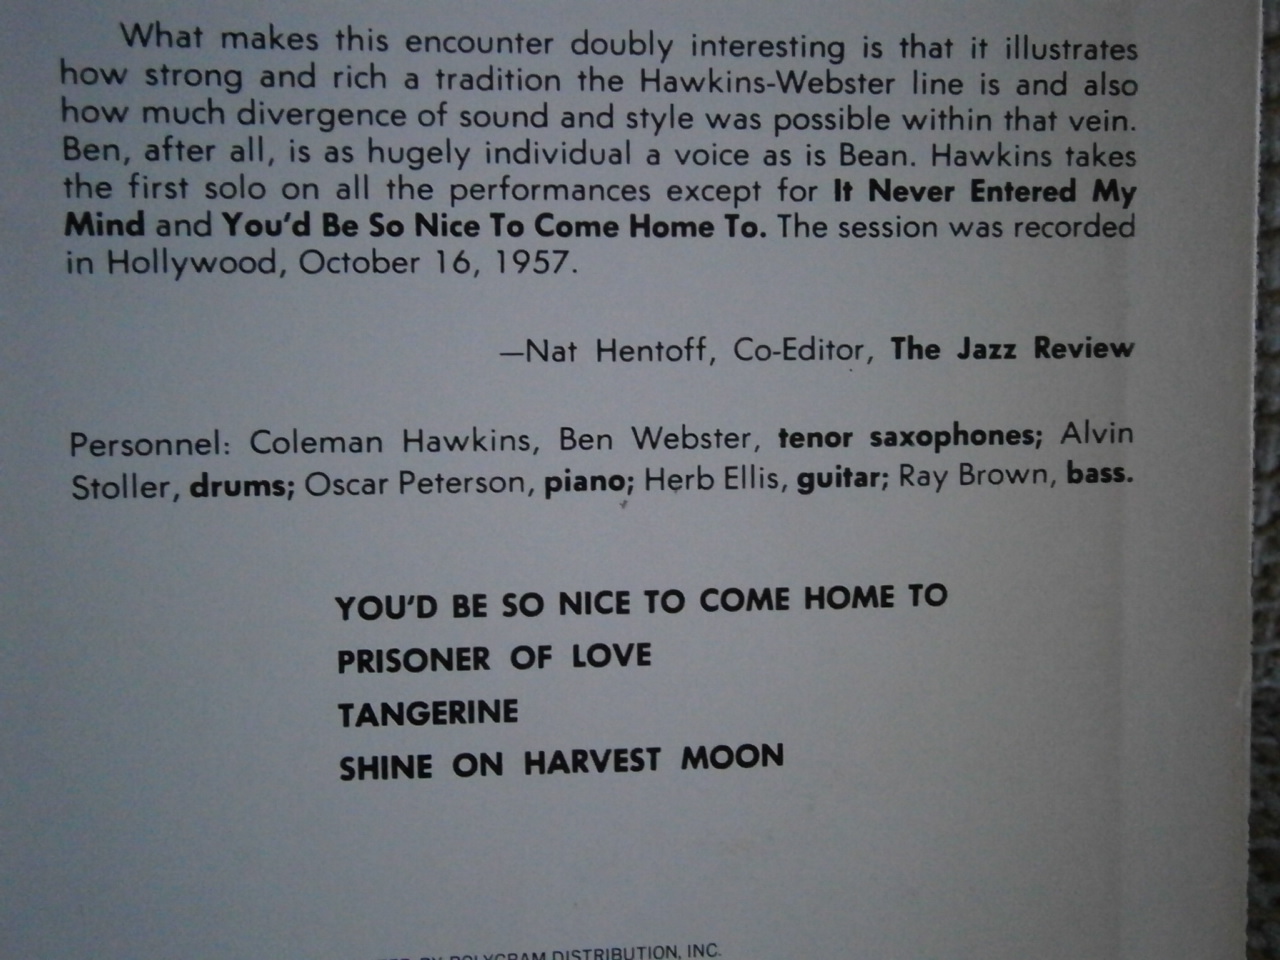 What makes this encounter doubly interesting is that it illustrates
how strong and rich a tradition the Hawkins-Webster line is and also
how much divergence of sound and style was possible within that vein.
Ben, after all, is as hugely individual a voice as is Bean. Hawkins takes
the first solo on all the performances except for It Never Entered My
Mind and You'd Be So Nice To Come Home To. The session was recorded
in Hollywood, October 16, 1957.
—Nat Hentoff, Co-Editor, The Jazz Review
Personnel: Coleman Hawkins, Ben Webster, tenor saxophones; Alvin
Stoller, drums; Oscar Peterson, piano; Herb Ellis, guitar; Ray Brown, bass.
YOU'D BE SO NICE TO COME HOME TO
PRISONER OF LOVE
TANGERINE
SHINE ON HARVEST MOON
BY POLYGRAM DISTRIBUTION, INC.